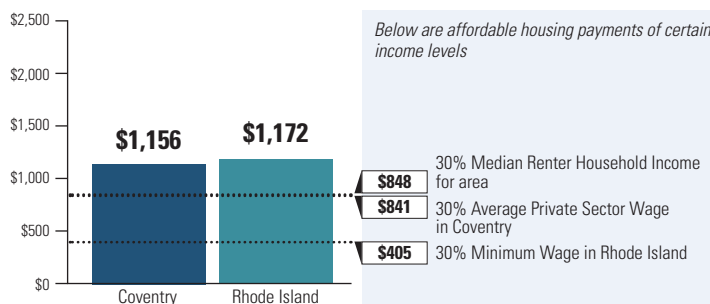 $2,500
$2,000
$1,500
$1,000
$500
$0
$1,156
$1,172
Coventry
Rhode Island
Below are affordable housing payments of certain
income levels
$848
30% Median Renter Household Income
for area
$841
30% Average Private Sector Wage
in Coventry
$405
30% Minimum Wage in Rhode Island